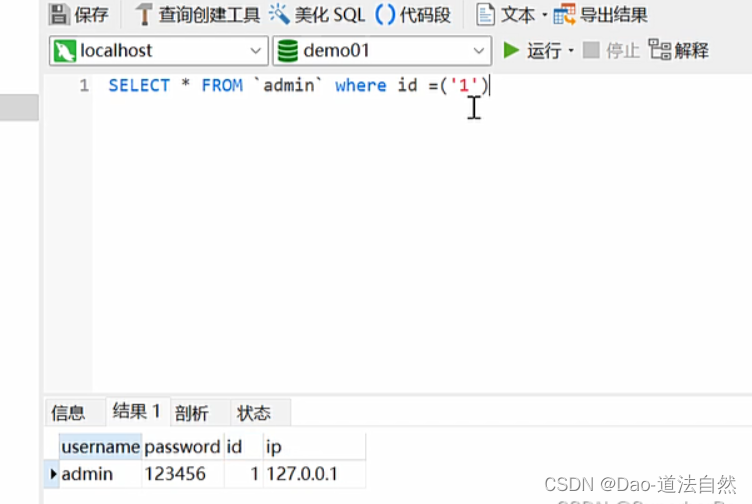 保存 查询创建工具 美化 SQL () 代码段 文本 导出结果
localhost demo01 运行 停止 解释
1 SELECT * FROM `admin` where id =('1')
信息 结果 1 剖析 状态
username password id ip
admin 123456 1 127.0.0.1
CSDN @Dao-道法自然